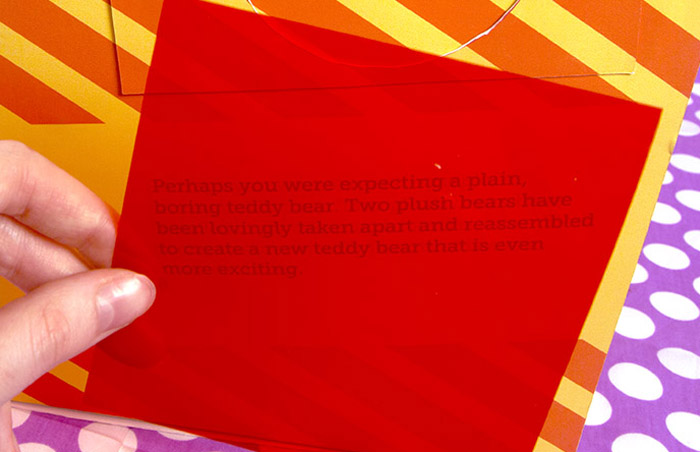 Perhaps you were expecting a plain,
boring teddy bear. Two plush bears have
been lovingly taken apart and reassembled
to create a new teddy bear that is even
more exciting.